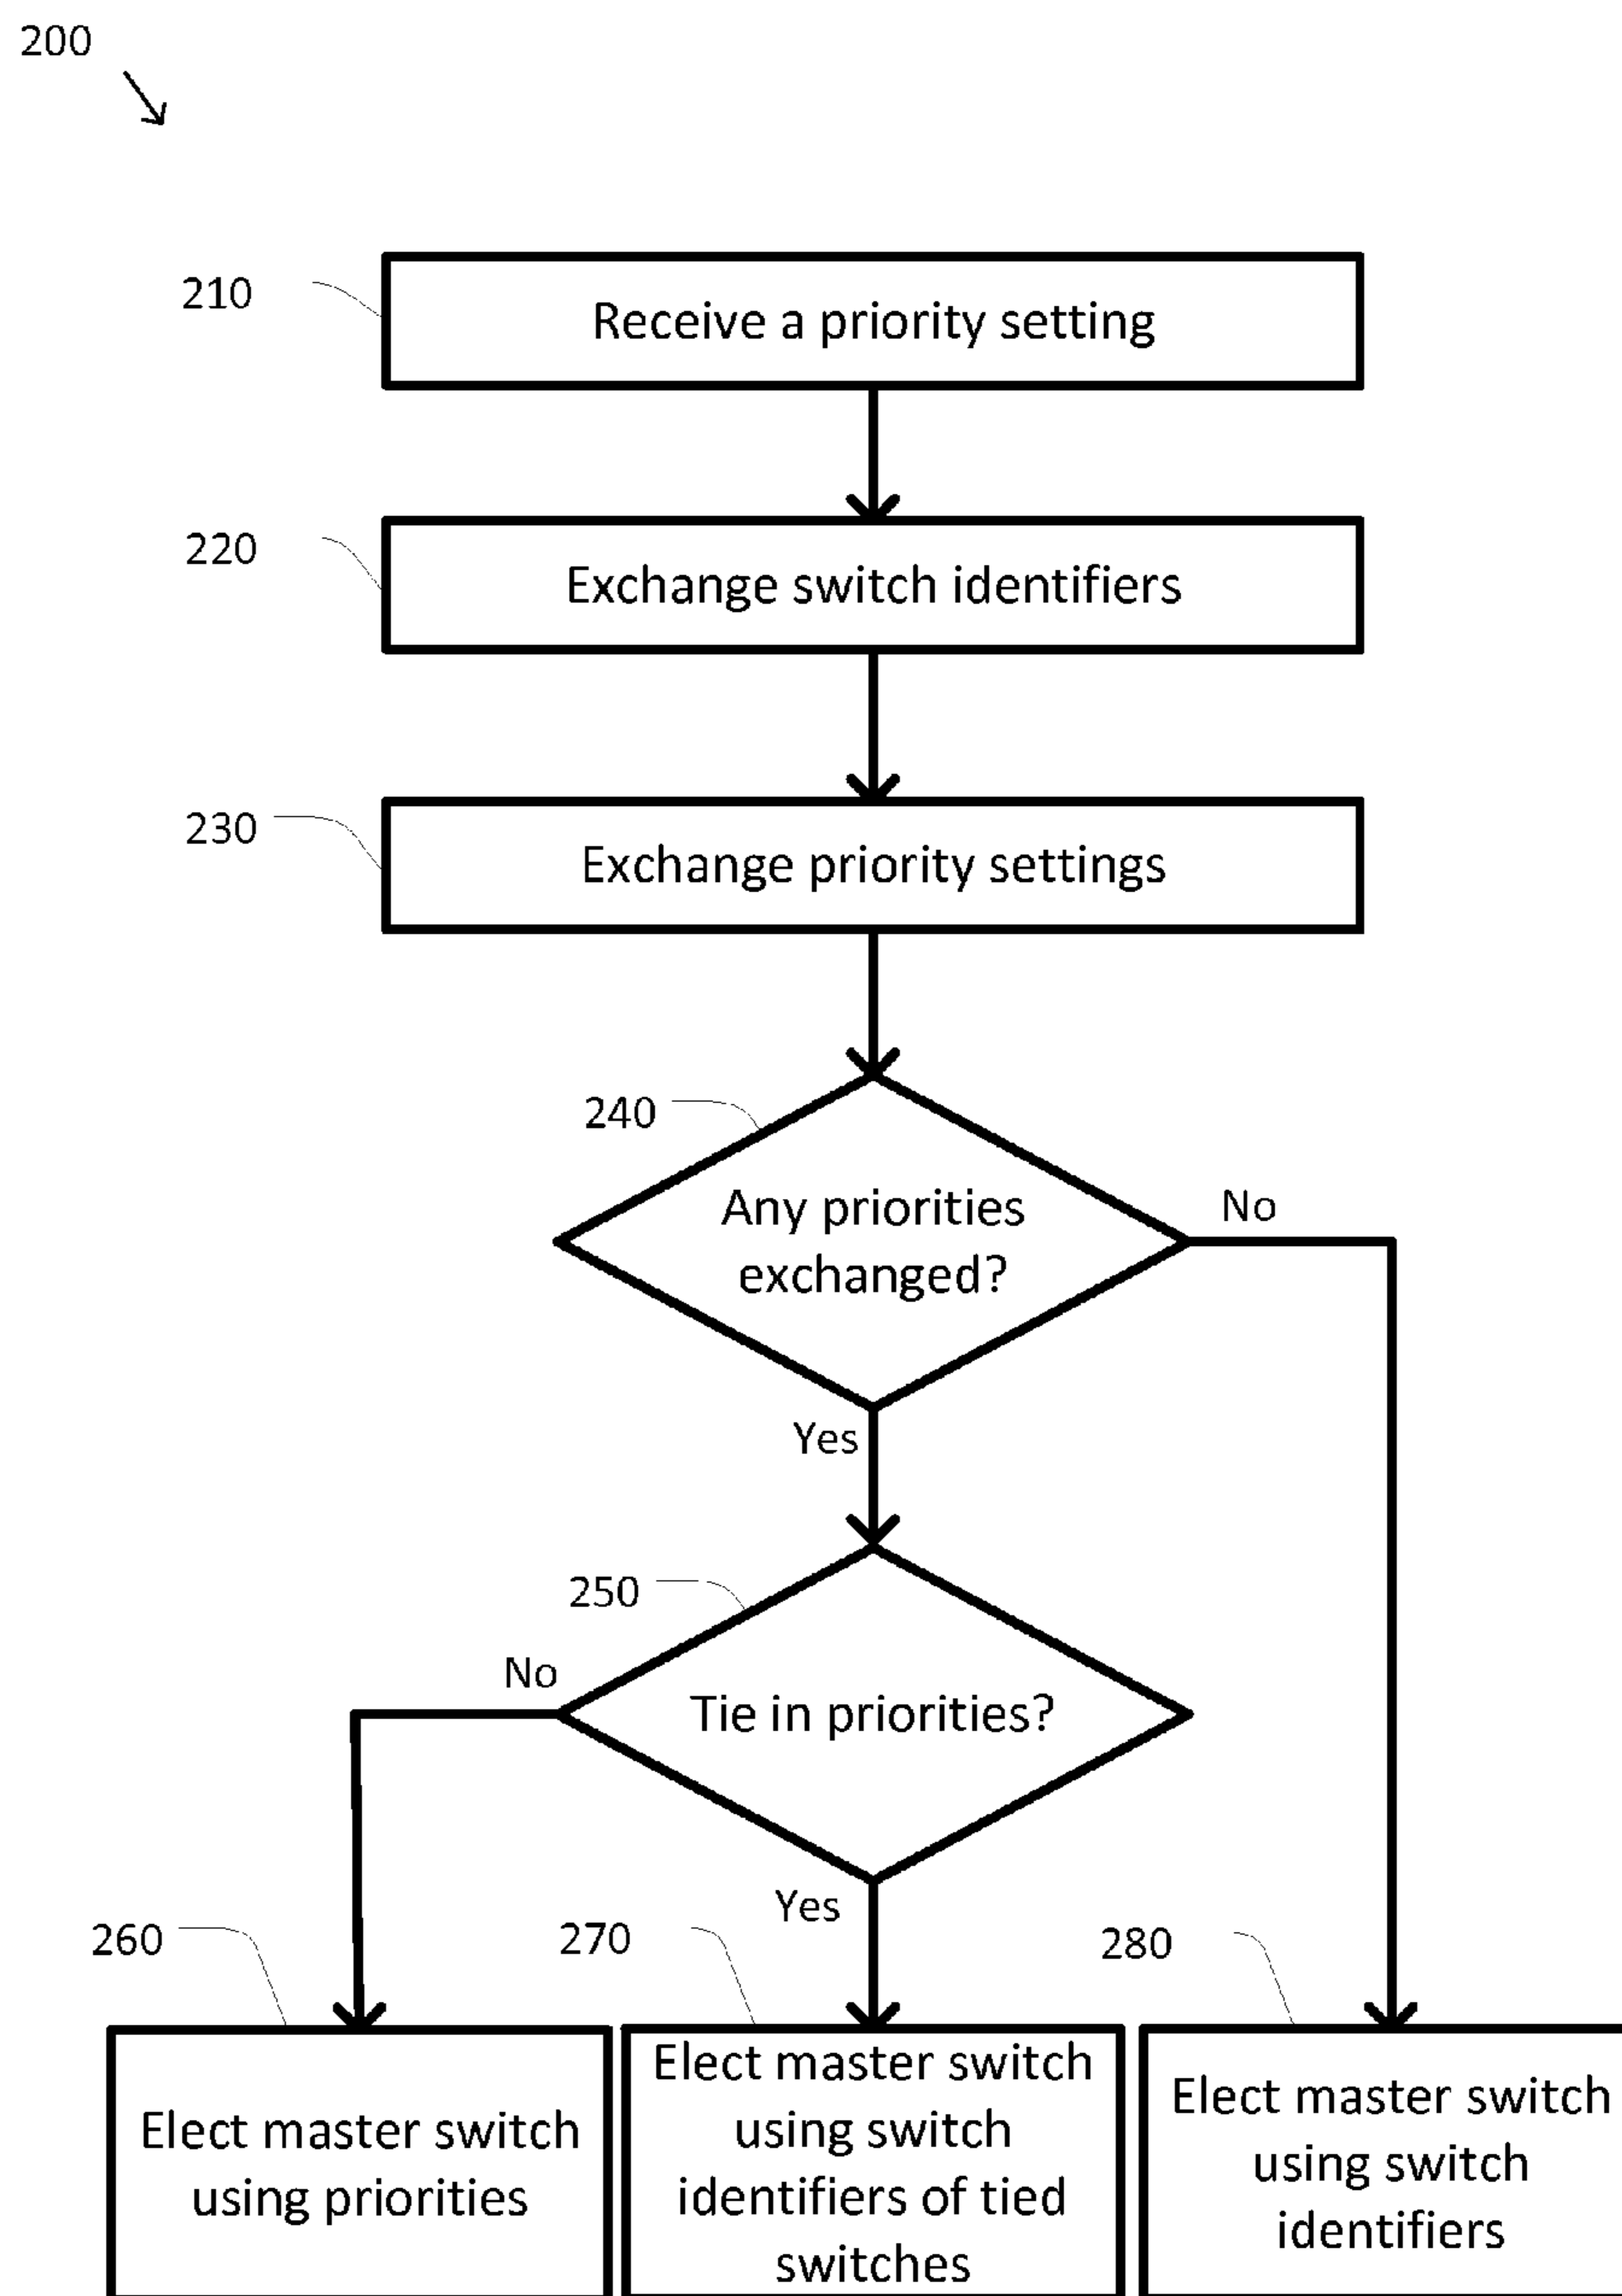 200
210
Receive a priority setting
220
Exchange switch identifiers
230
Exchange priority settings
240
Any priorities
exchanged?
No
Yes
250
Tie in priorities?
No
Yes
260
270
280
Elect master switch
using priorities
Elect master switch
using switch
identifiers of tied
switches
Elect master switch
using switch
identifiers